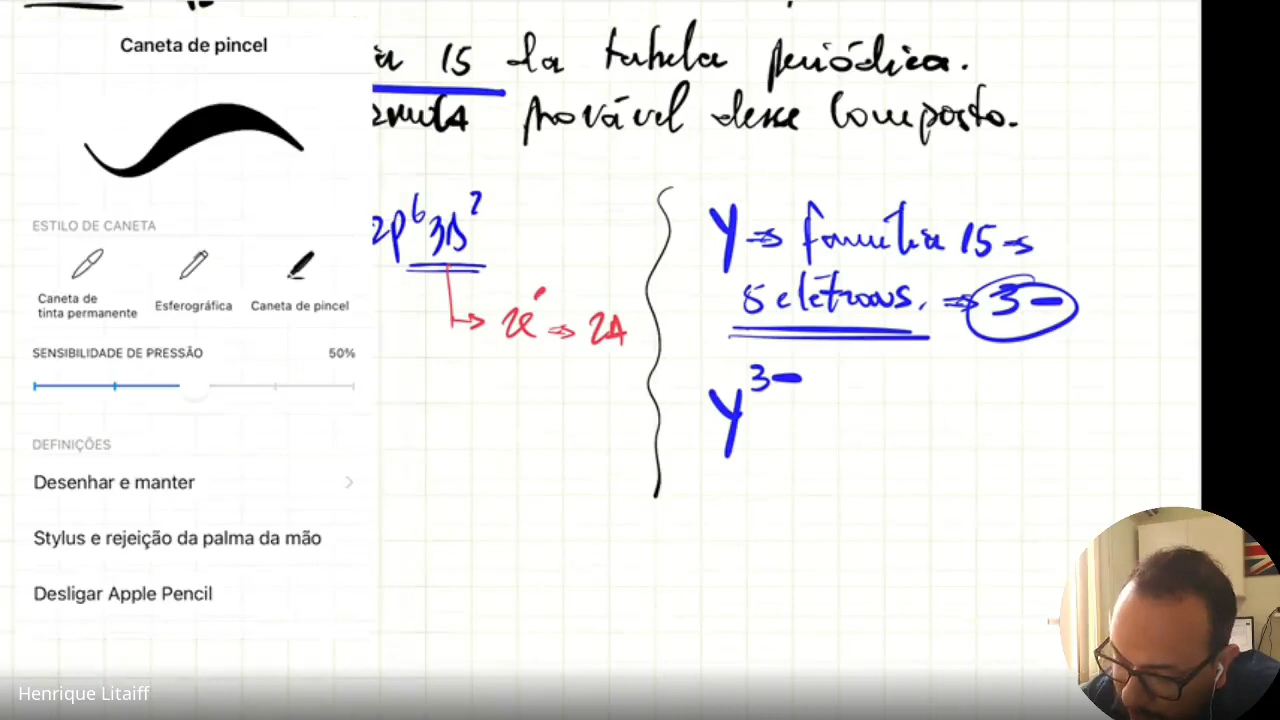 Caneta de pincel
15 da tabela periódica.
provável desse composto.
ESTILO DE CANETA
Caneta de
tinta permanente
Esferográfica
Caneta de pincel
SENSIBILIDADE DE PRESSÃO 50%
DEFINIÇÕES
Desenhar e manter
Stylus e rejeição da palma da mão
Desligar Apple Pencil
2p⁶3s²
2é ⇒ 2A
Y ⇒ família 15 ⇒
5 elétrons. ⇒ 3-
Y³⁻
Henrique Litaiff